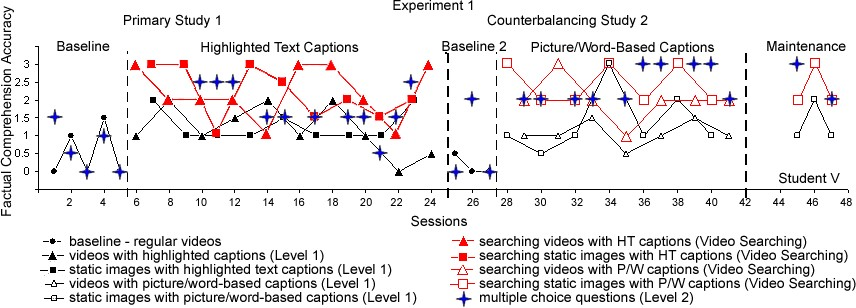 Experiment 1
Primary Study 1
Counterbalancing Study 2
Baseline
Highlighted Text Captions
Baseline 2
Picture/Word-Based Captions
Maintenance
Factual Comprehension Accuracy
3
2.5
2
1.5
1
0.5
0
Student V
2 4 6 8 10 12 14 16 18 20 22 24 26 28 30 32 34 36 38 40 42 44 46 48
Sessions
baseline - regular videos
videos with highlighted captions (Level 1)
static images with highlighted text captions (Level 1)
videos with picture/word-based captions (Level 1)
static images with picture/word-based captions (Level 1)
searching videos with HT captions (Video Searching)
searching static images with HT captions (Video Searching)
searching videos with P/W captions (Video Searching)
searching static images with P/W captions (Video Searching)
multiple choice questions (Level 2)